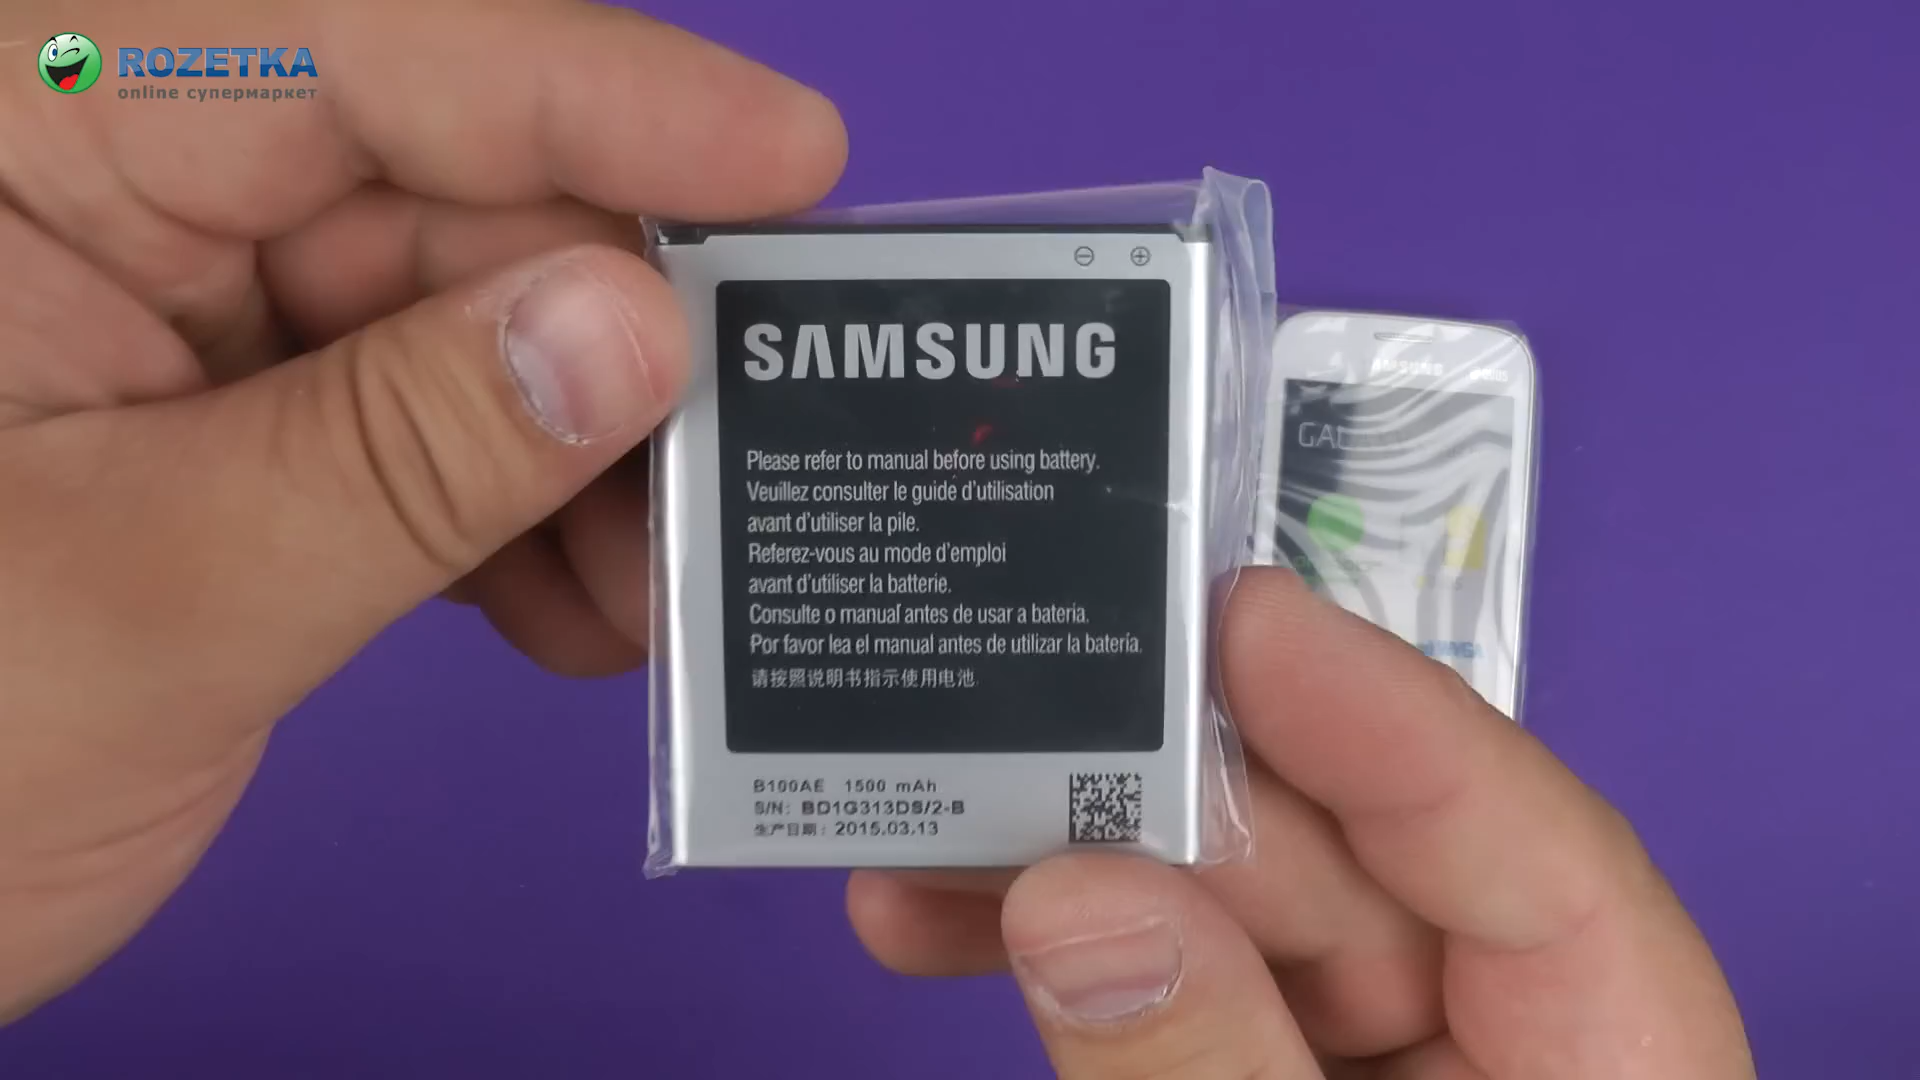 ROZETKA
online супермаркет
SAMSUNG
Please refer to manual before using battery.
Veuillez consulter le guide d'utilisation
avant d'utiliser la pile.
Referez-vous au mode d'emploi
avant d'utiliser la batterie.
Consulte o manual antes de usar a bateria.
Por favor lea el manual antes de utilizar la batería.
请按照说明书指示使用电池.
B100AE 1500 mAh
S/N: BD1G313DS/2-B
生产日期: 2015.03.13
SAMSUNG